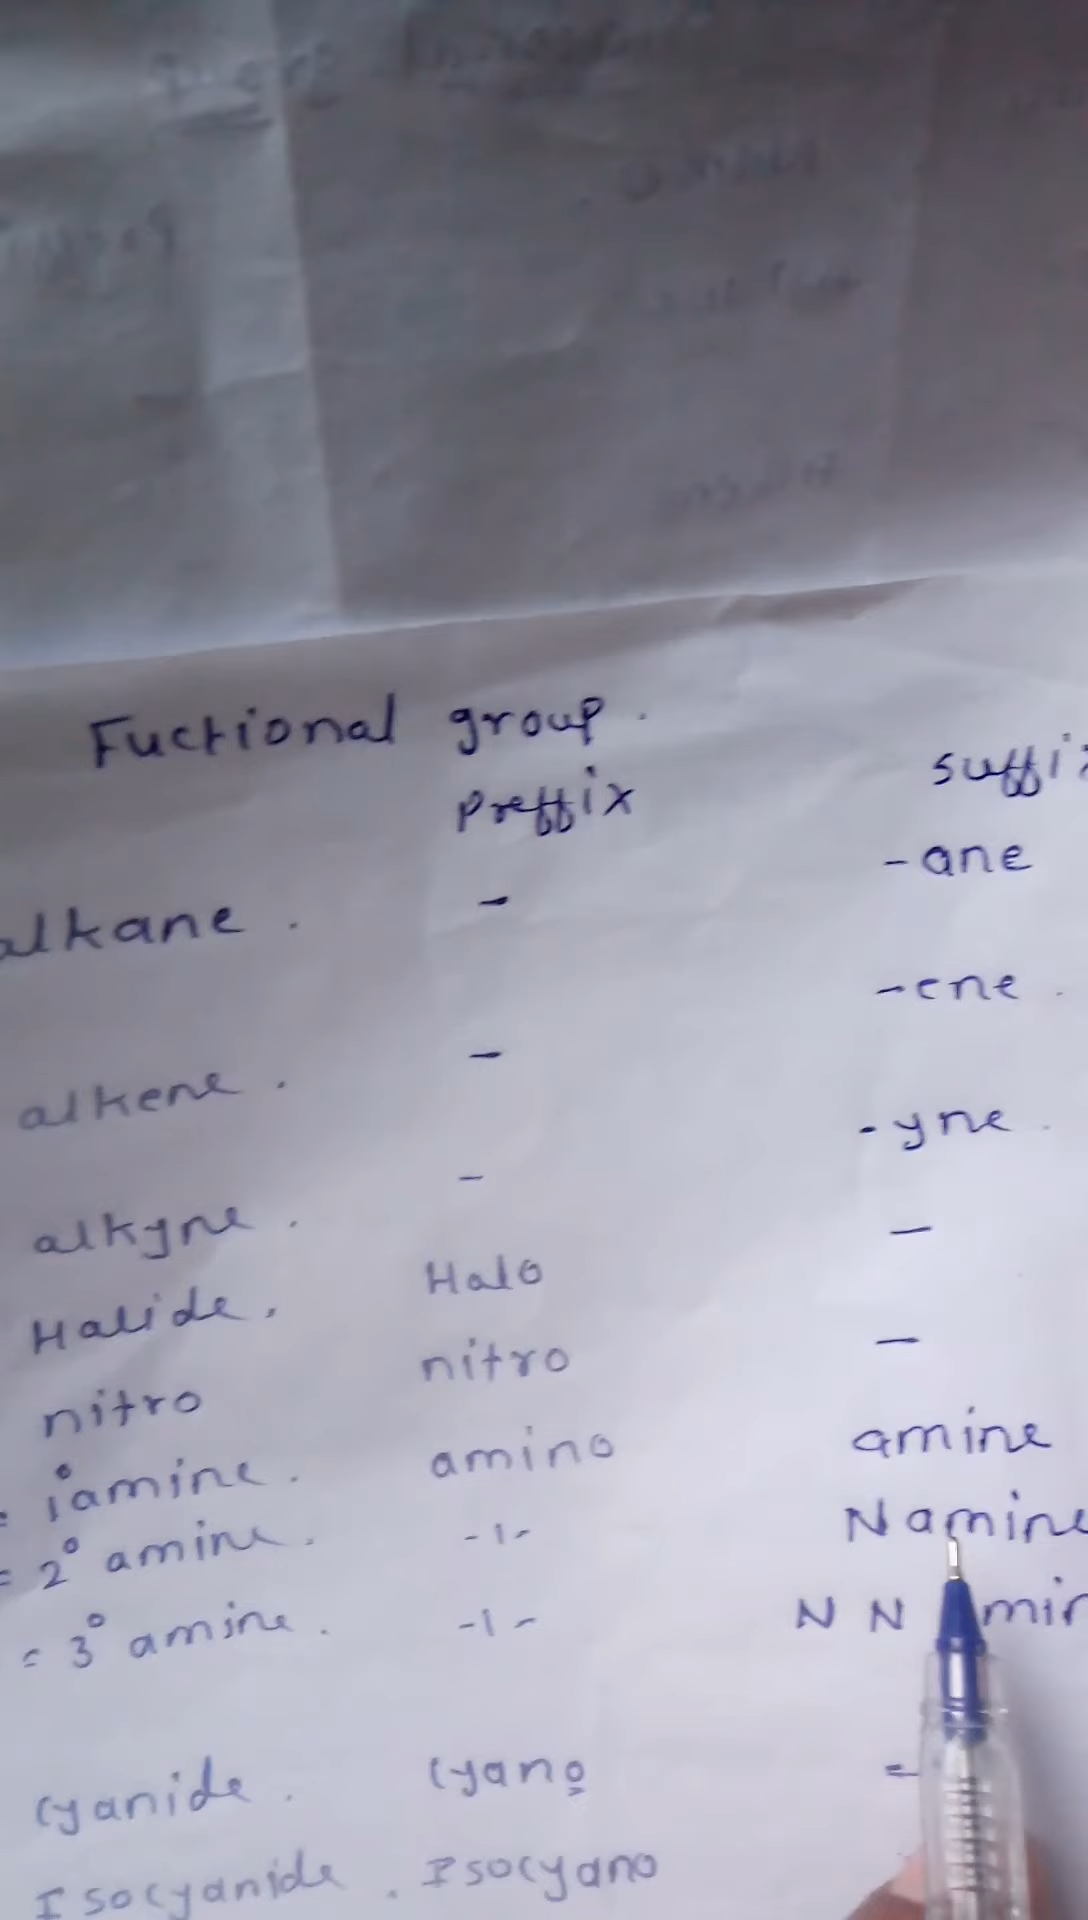 Fuctional group.
preffix suffix
alkane. - -ane
alkene. - -ene.
alkyne. - -yne.
Halide. Halo -
nitro nitro -
= 1° amine. amino amine
= 2° amine. -1- N amine
= 3° amine. -1- N N
cyanide. cyano
Isocyanide. Isocyano